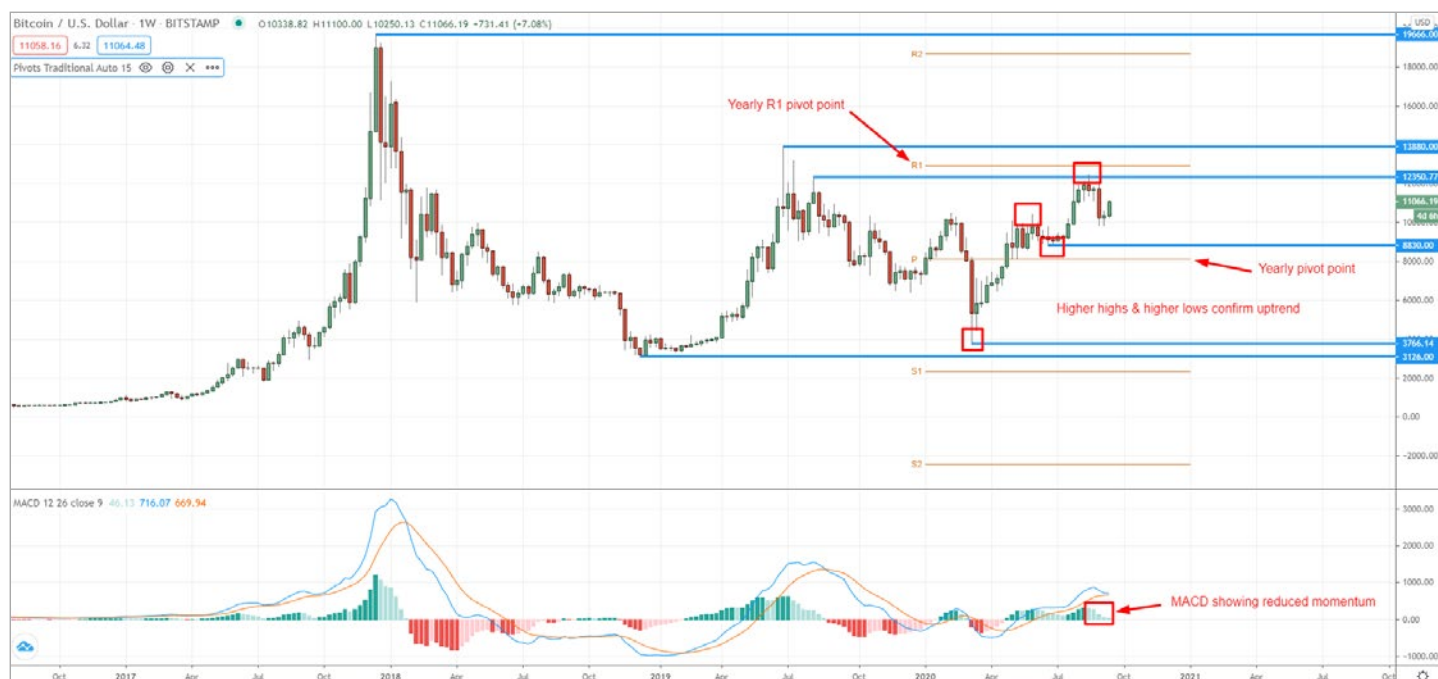 Bitcoin / U.S. Dollar · 1W · BITSTAMP O10338.82 H11100.00 L10250.13 C11066.19 +731.41 (+7.08%)
USD
11058.16 6.32 11064.48
19666.00
Pivots Traditional Auto 15
R2
18000.00
16000.00
Yearly R1 pivot point
13880.00
R1
12350.77
12000.00
11066.19
4d 6h
10000.00
8830.00
P
8000.00
Yearly pivot point
6000.00
Higher highs & higher lows confirm uptrend
3766.14
3126.00
S1
2000.00
0.00
S2
-2000.00
MACD 12 26 close 9 46.13 716.07 669.94
3000.00
2000.00
1000.00
MACD showing reduced momentum
0.00
-1000.00
Oct 2017 Apr Jul Oct 2018 Apr Jul Oct 2019 Apr Jul Oct 2020 Apr Jul Oct 2021 Apr Jul Oct